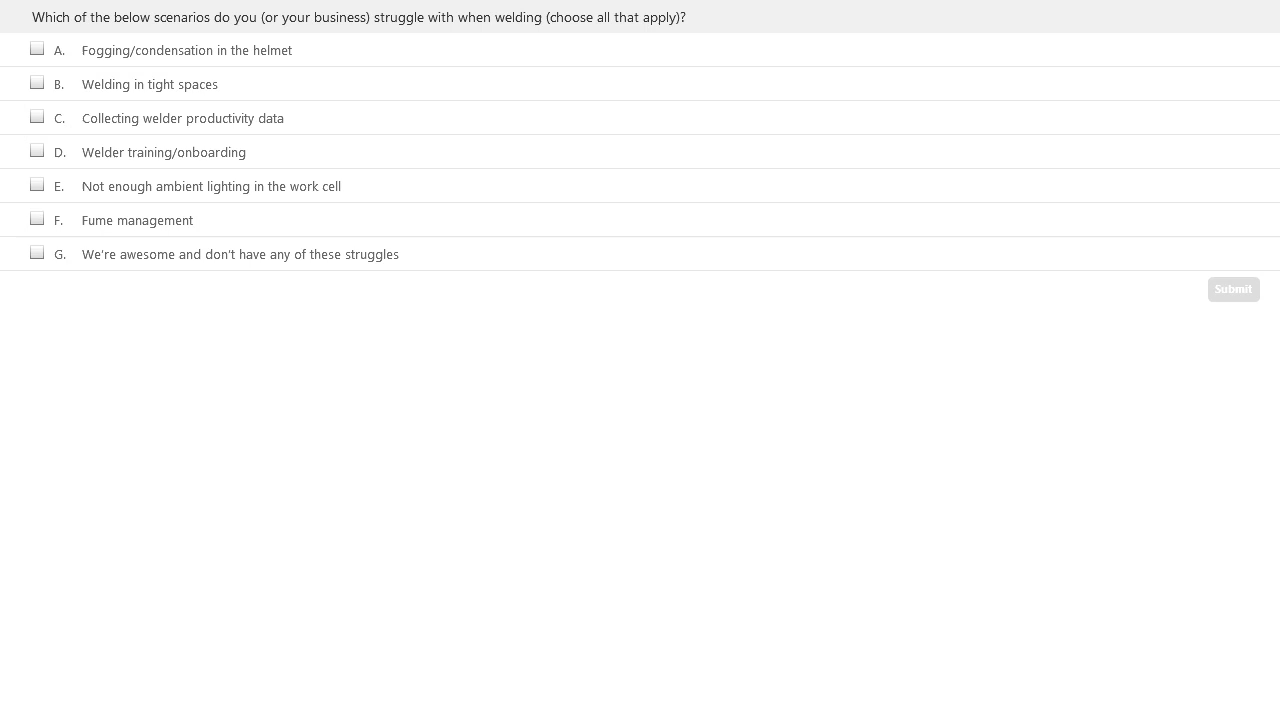 Which of the below scenarios do you (or your business) struggle with when welding (choose all that apply)?
A. Fogging/condensation in the helmet
B. Welding in tight spaces
C. Collecting welder productivity data
D. Welder training/onboarding
E. Not enough ambient lighting in the work cell
F. Fume management
G. We're awesome and don't have any of these struggles
Submit